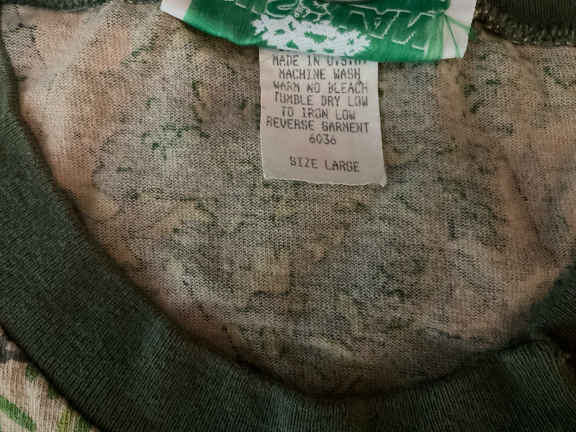 MADE IN U.S.A.
MACHINE WASH
WARM NO BLEACH
TUMBLE DRY LOW
TO IRON LOW
REVERSE GARMENT
6036
SIZE LARGE